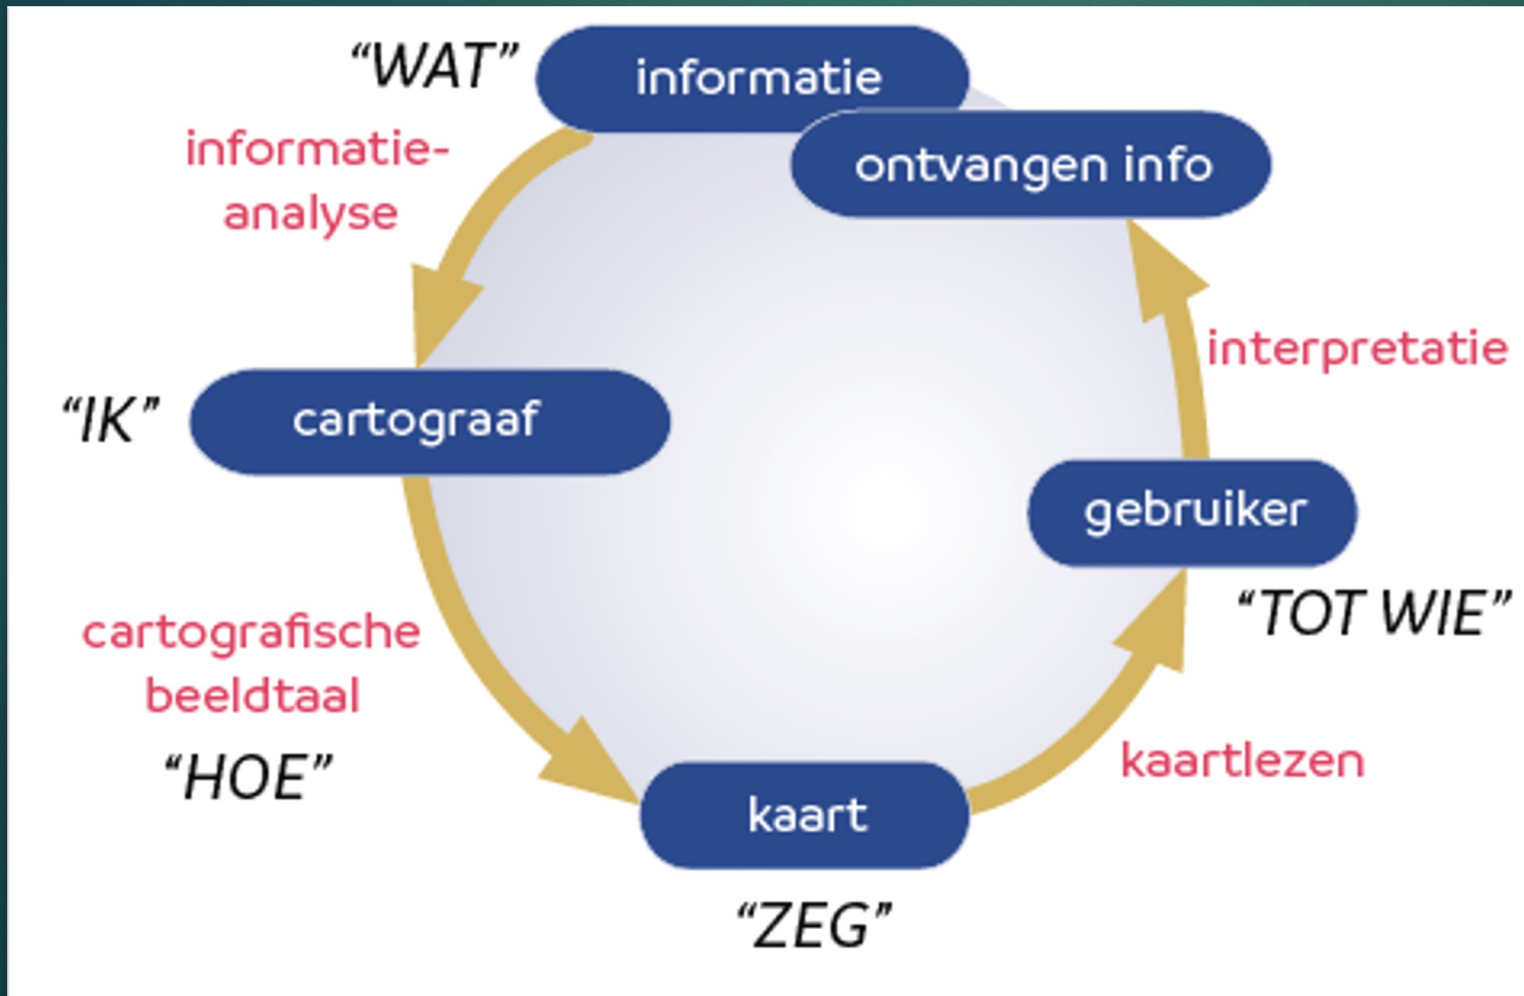 “WAT”
informatie
ontvangen info
informatie-
analyse
interpretatie
“IK”
cartograaf
gebruiker
“TOT WIE”
cartografische
beeldtaal
“HOE”
kaartlezen
kaart
“ZEG”